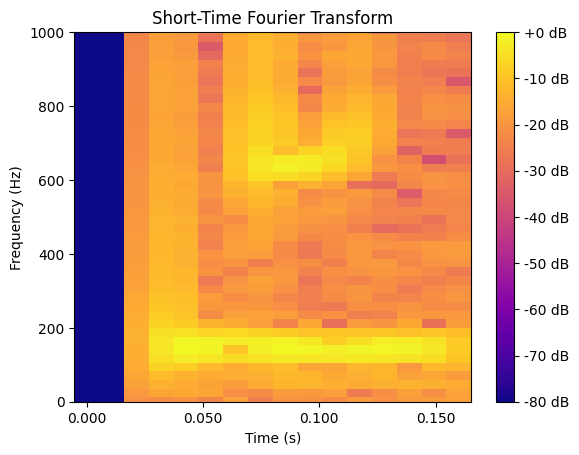 Short-Time Fourier Transform
1000
800
600
400
200
0
Frequency (Hz)
0.000
0.050
0.100
0.150
Time (s)
+0 dB
-10 dB
-20 dB
-30 dB
-40 dB
-50 dB
-60 dB
-70 dB
-80 dB